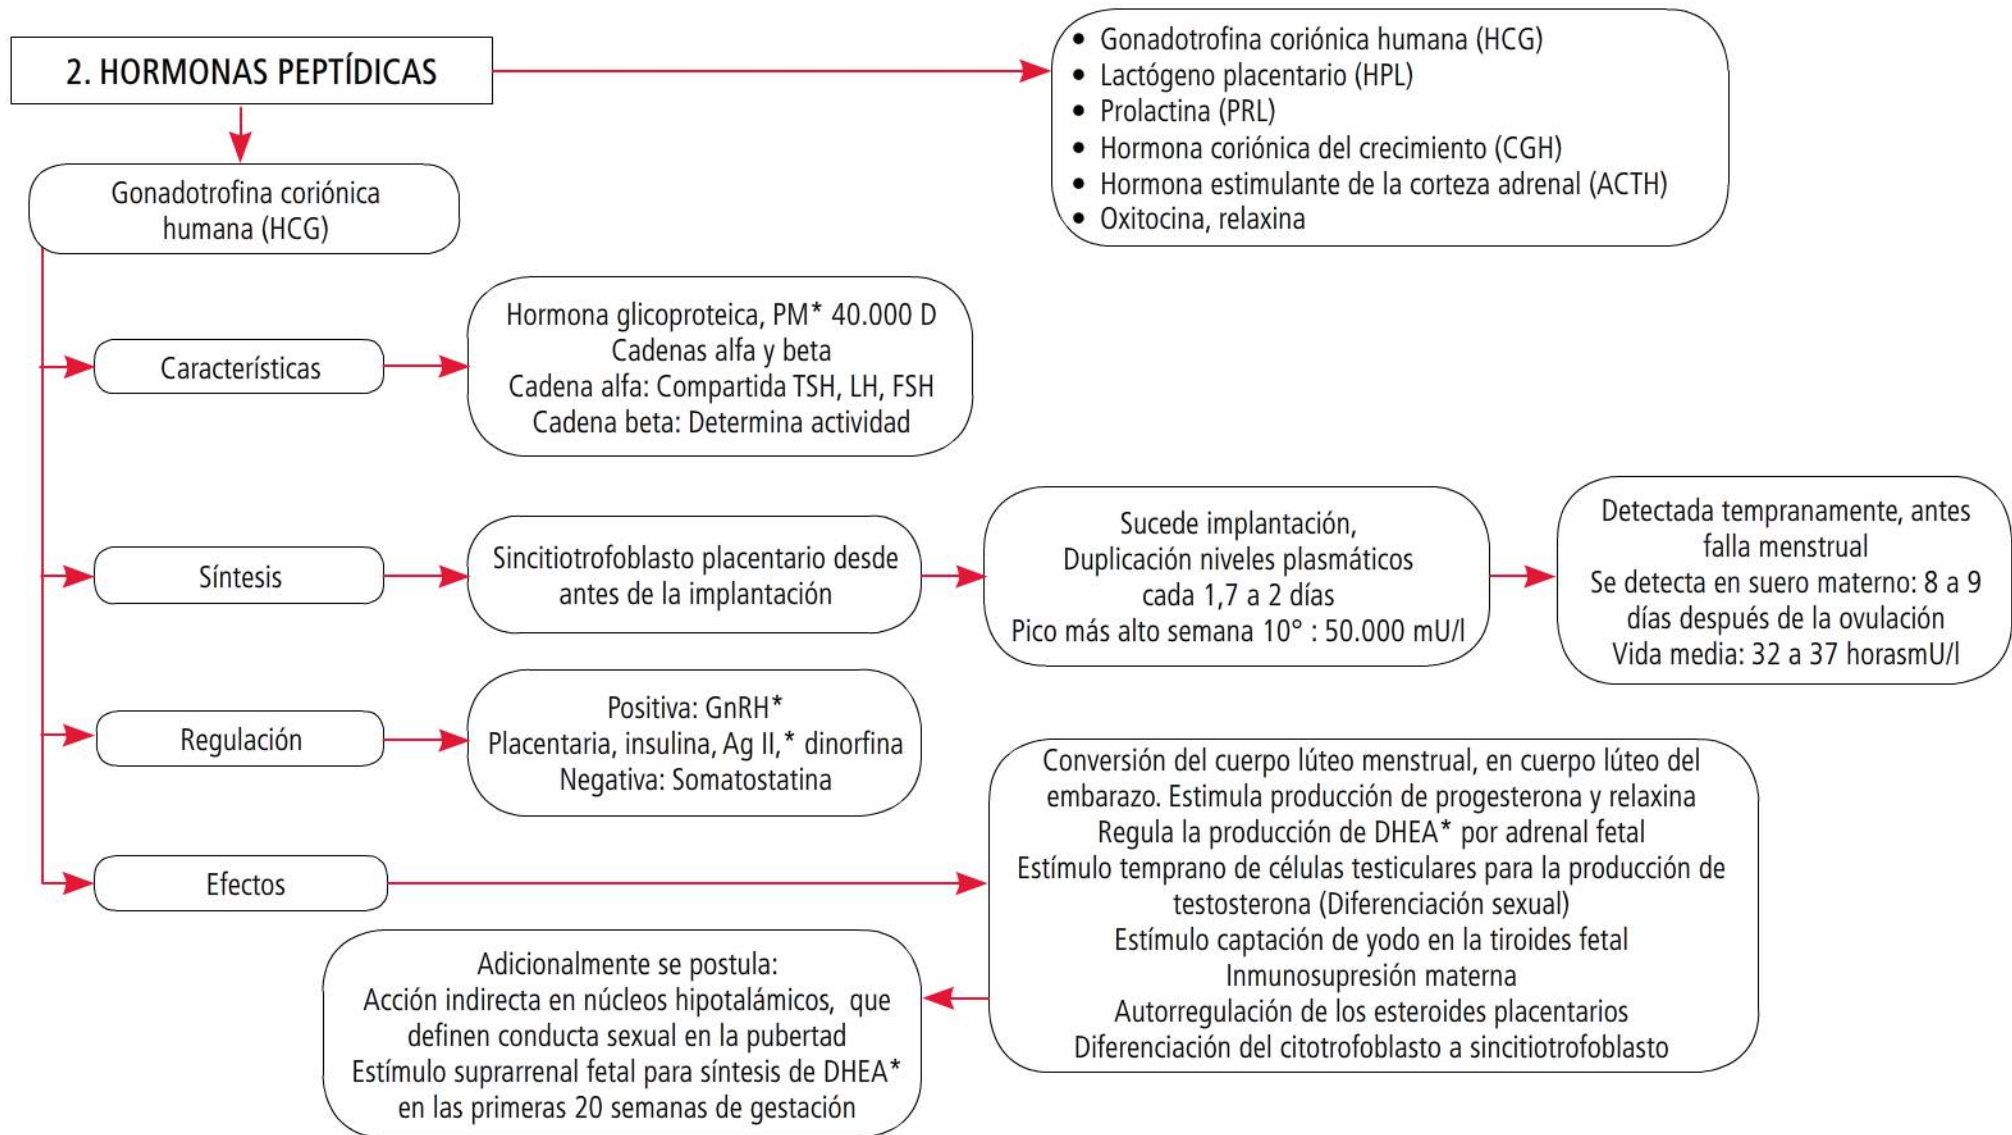 2. HORMONAS PEPTÍDICAS
• Gonadotrofina coriónica humana (HCG)
• Lactógeno placentario (HPL)
• Prolactina (PRL)
• Hormona coriónica del crecimiento (CGH)
• Hormona estimulante de la corteza adrenal (ACTH)
• Oxitocina, relaxina
Gonadotrofina coriónica
humana (HCG)
Características
Hormona glicoproteica, PM* 40.000 D
Cadenas alfa y beta
Cadena alfa: Compartida TSH, LH, FSH
Cadena beta: Determina actividad
Síntesis
Sincitiotrofoblasto placentario desde
antes de la implantación
Sucede implantación,
Duplicación niveles plasmáticos
cada 1,7 a 2 días
Pico más alto semana 10° : 50.000 mU/l
Detectada tempranamente, antes
falla menstrual
Se detecta en suero materno: 8 a 9
días después de la ovulación
Vida media: 32 a 37 horasmU/l
Regulación
Positiva: GnRH*
Placentaria, insulina, Ag II,* dinorfina
Negativa: Somatostatina
Efectos
Conversión del cuerpo lúteo menstrual, en cuerpo lúteo del
embarazo. Estimula producción de progesterona y relaxina
Regula la producción de DHEA* por adrenal fetal
Estímulo temprano de células testiculares para la producción de
testosterona (Diferenciación sexual)
Estímulo captación de yodo en la tiroides fetal
Inmunosupresión materna
Autorregulación de los esteroides placentarios
Diferenciación del citotrofoblasto a sincitiotrofoblasto
Adicionalmente se postula:
Acción indirecta en núcleos hipotalámicos, que
definen conducta sexual en la pubertad
Estímulo suprarrenal fetal para síntesis de DHEA*
en las primeras 20 semanas de gestación